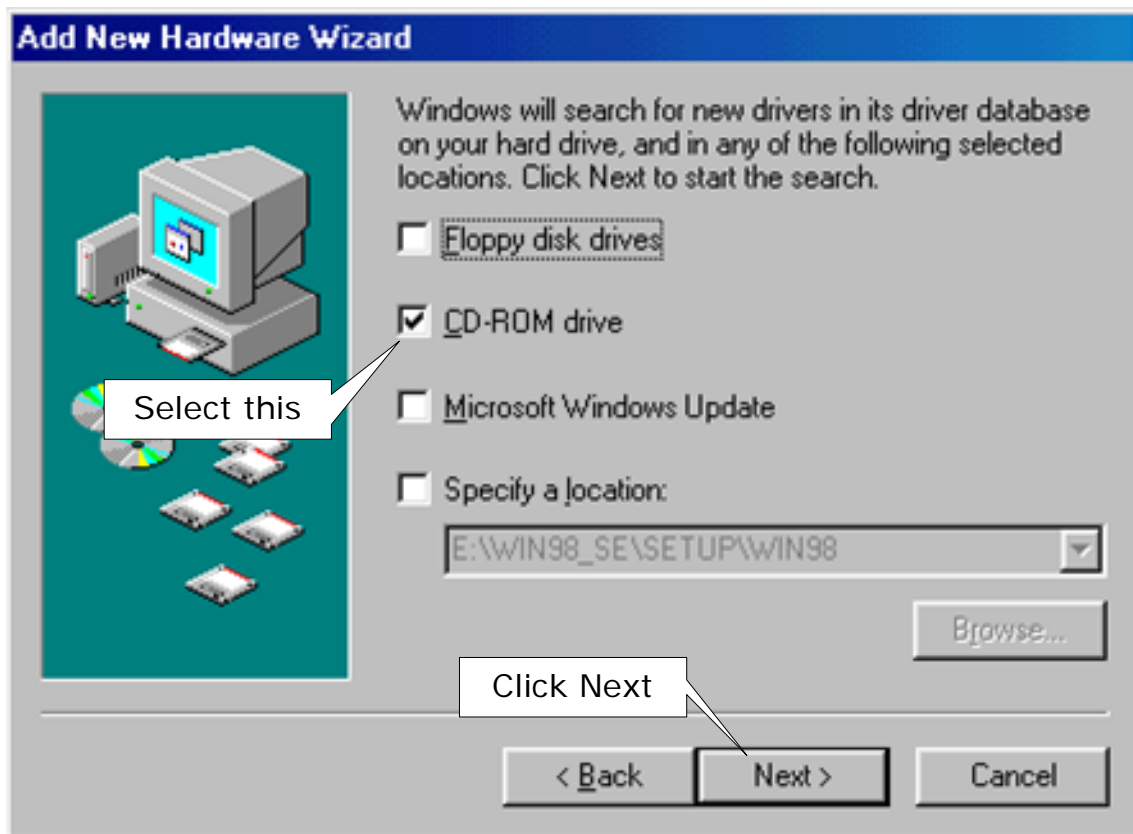 Add New Hardware Wizard
Windows will search for new drivers in its driver database
on your hard drive, and in any of the following selected
locations. Click Next to start the search.
Floppy disk drives
CD-ROM drive
Select this
Microsoft Windows Update
Specify a location:
E:\WIN98_SE\SETUP\WIN98
Browse...
Click Next
< Back
Next >
Cancel